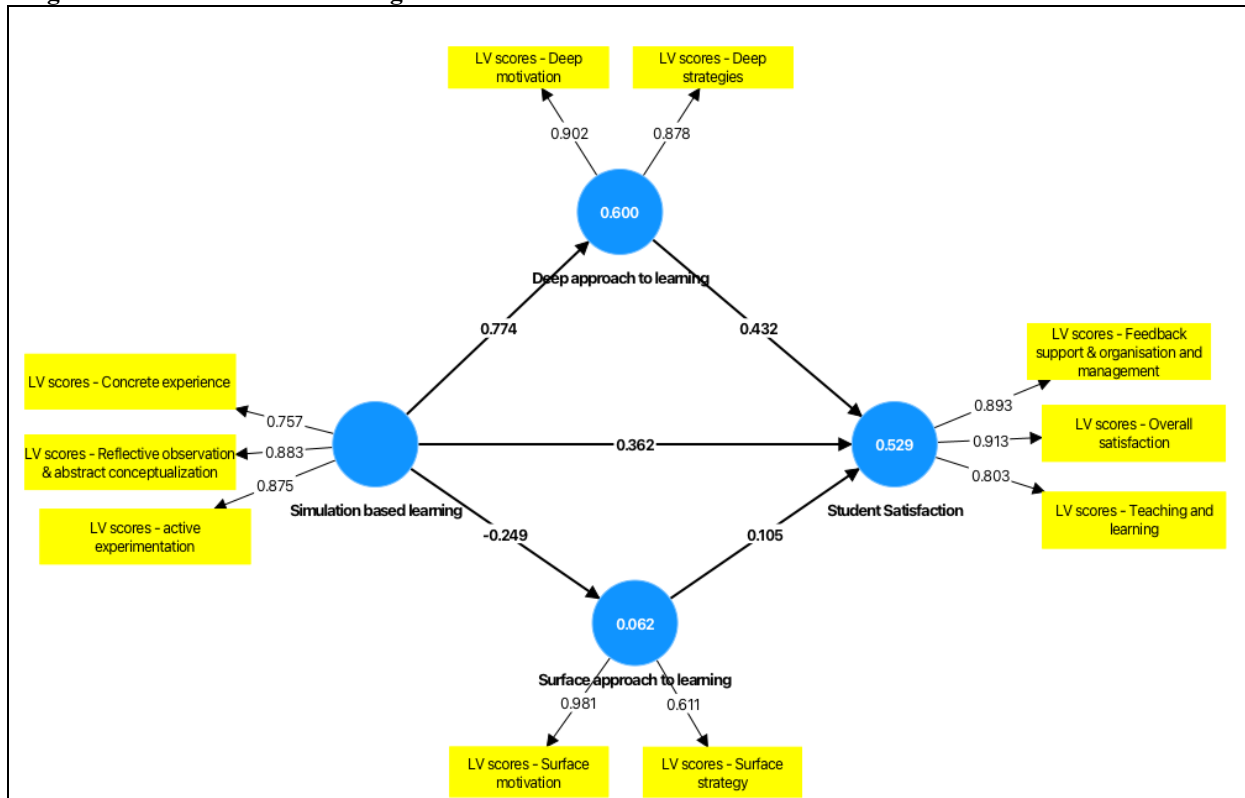 LV scores - Deep
motivation
LV scores - Deep
strategies
0.902
0.878
0.600
Deep approach to learning
0.774
0.432
LV scores - Feedback
support & organisation and
management
LV scores - Concrete experience
0.757
0.893
LV scores - Reflective observation
& abstract conceptualization
0.883
0.362
0.529
0.913
LV scores - Overall
satisfaction
0.875
0.803
Simulation based learning
Student Satisfaction
LV scores - active
experimentation
LV scores - Teaching and
learning
-0.249
0.105
0.062
Surface approach to learning
0.981
0.611
LV scores - Surface
motivation
LV scores - Surface
strategy